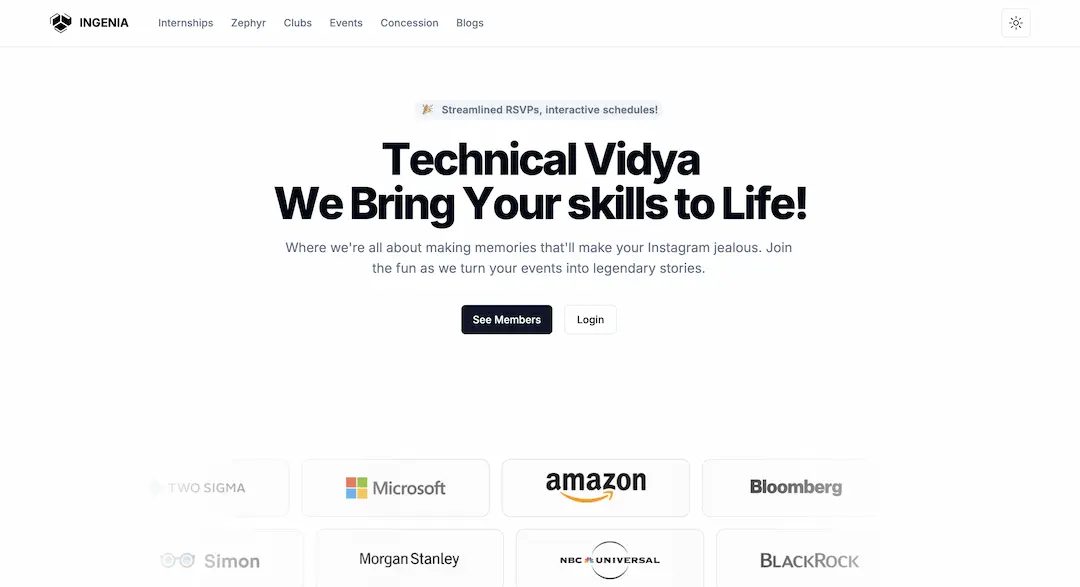 INGENIA Internships Zephyr Clubs Events Concession Blogs
🎉 Streamlined RSVPs, interactive schedules!
Technical Vidya
We Bring Your skills to Life!
Where we're all about making memories that'll make your Instagram jealous. Join
the fun as we turn your events into legendary stories.
See Members Login
TWO SIGMA Microsoft amazon Bloomberg
Simon Morgan Stanley NBC UNIVERSAL BLACKROCK